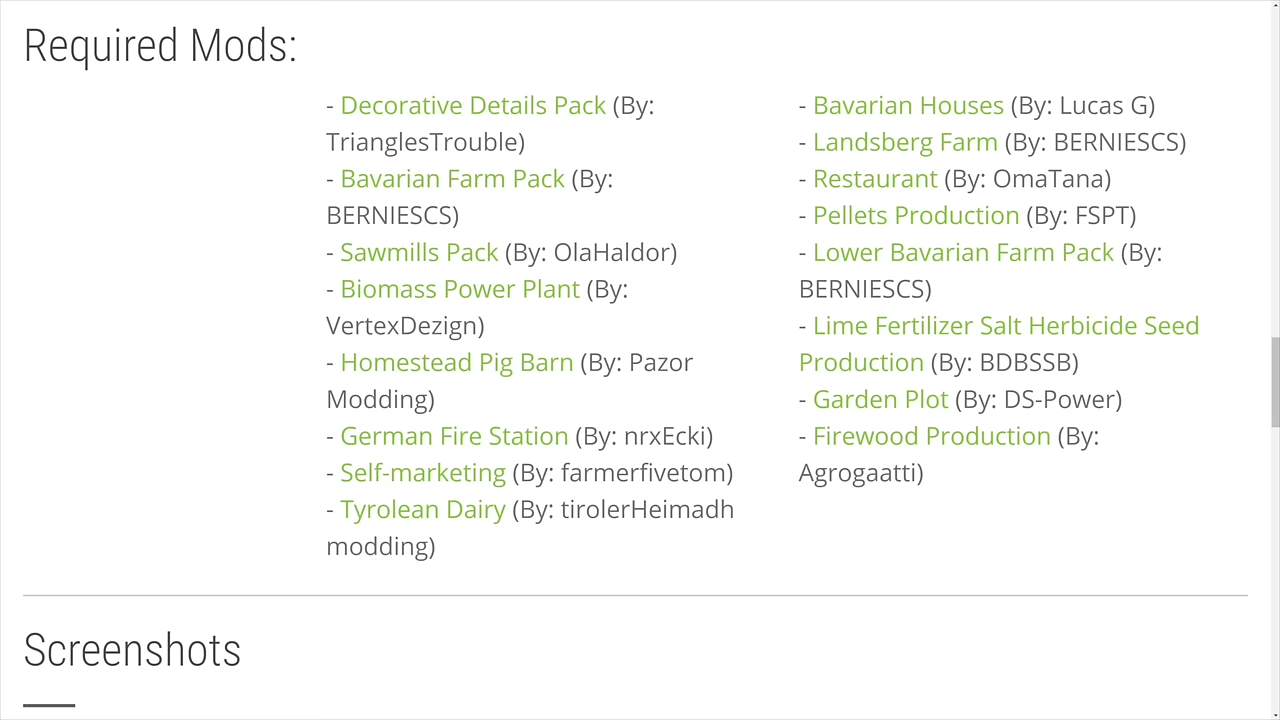 Required Mods:
- Decorative Details Pack (By:
TrianglesTrouble)
- Bavarian Farm Pack (By:
BERNIESCS)
- Sawmills Pack (By: OlaHaldor)
- Biomass Power Plant (By:
VertexDezign)
- Homestead Pig Barn (By: Pazor
Modding)
- German Fire Station (By: nrxEcki)
- Self-marketing (By: farmerfivetom)
- Tyrolean Dairy (By: tirolerHeimadh
modding)
- Bavarian Houses (By: Lucas G)
- Landsberg Farm (By: BERNIESCS)
- Restaurant (By: OmaTana)
- Pellets Production (By: FSPT)
- Lower Bavarian Farm Pack (By:
BERNIESCS)
- Lime Fertilizer Salt Herbicide Seed
Production (By: BDBSSB)
- Garden Plot (By: DS-Power)
- Firewood Production (By:
Agrogaatti)
Screenshots